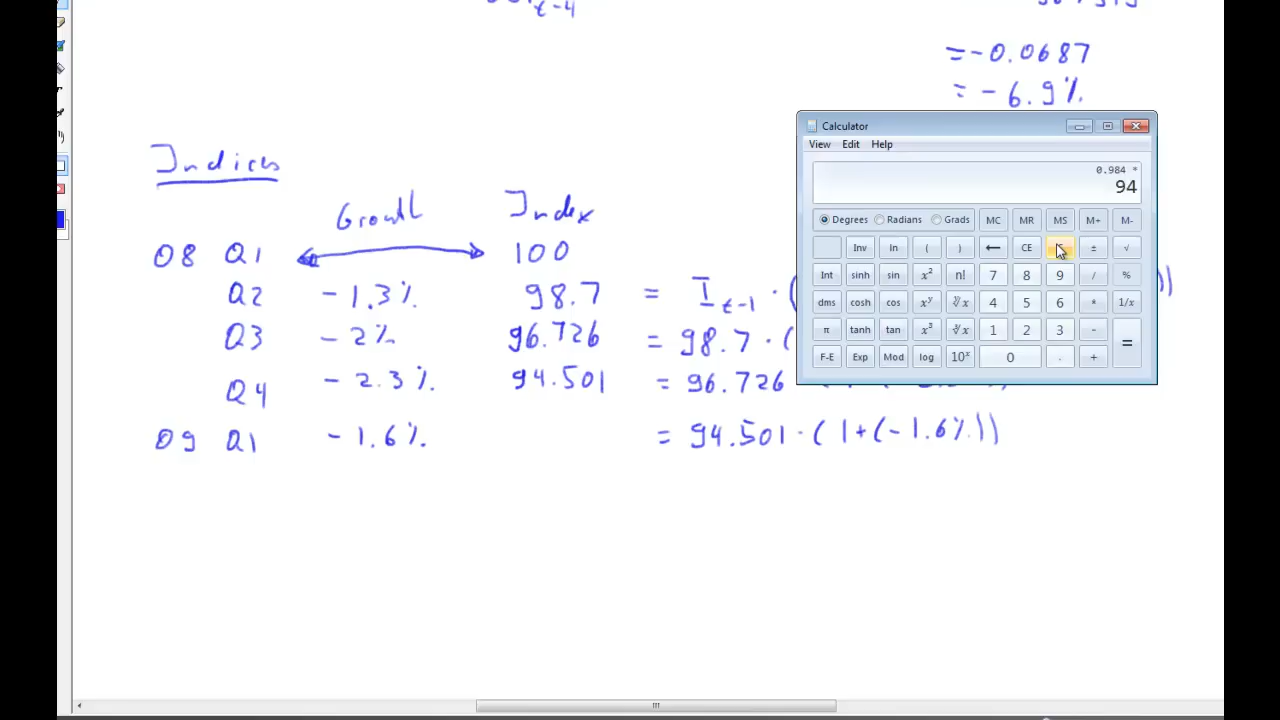 t-4
= -0.0687
= - 6.9%
Indices
Growth Index
08 Q1 100
Q2 - 1.3% 98.7 = I t-1 · ( ))
Q3 - 2% 96.726 = 98.7 · (
Q4 - 2.3% 94.501 = 96.726
09 Q1 - 1.6% = 94.501 · ( 1 + (- 1.6%))
Calculator
View Edit Help
0.984 *
94
Degrees Radians Grads MC MR MS M+ M-
Inv ln ( ) ← CE ± √
Int sinh sin x² n! 7 8 9 / %
dms cosh cos xʸ ʸ√x 4 5 6 * 1/x
π tanh tan x³ ³√x 1 2 3 - =
F-E Exp Mod log 10ˣ 0 . +